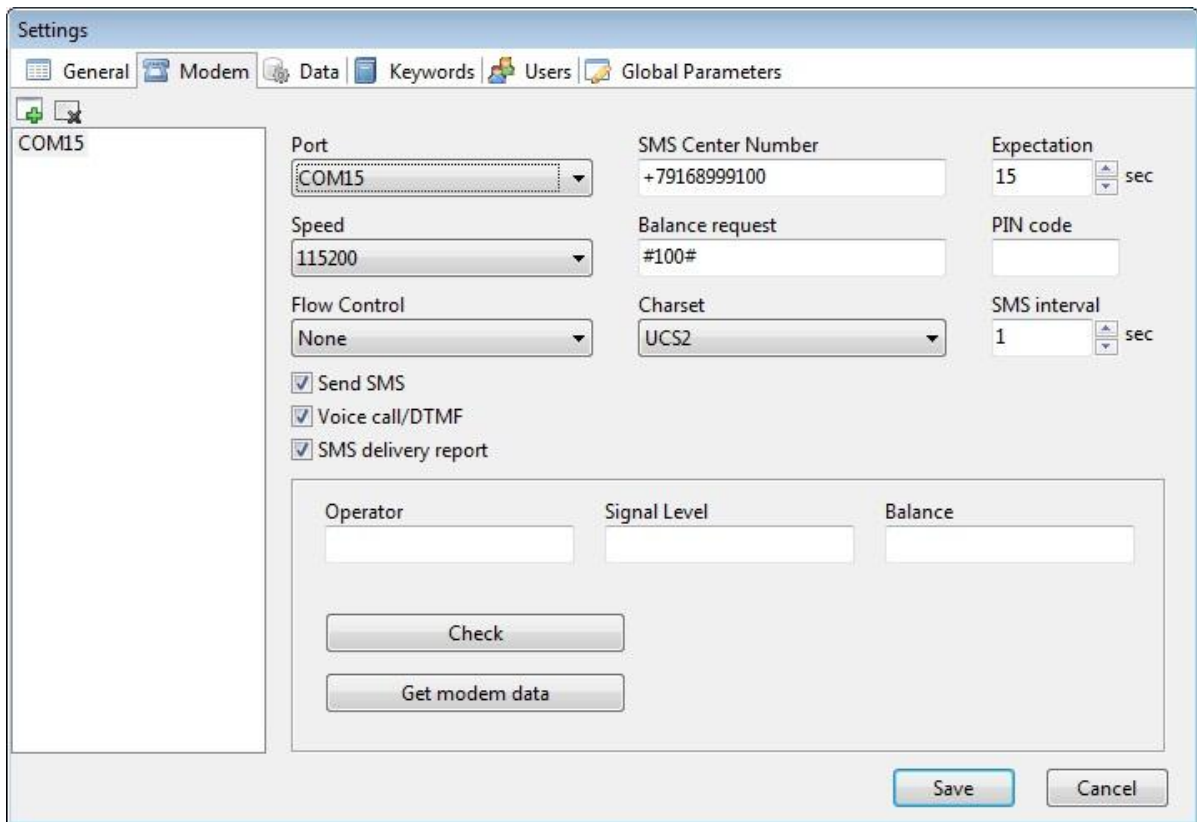 Settings
General Modem Data Keywords Users Global Parameters
COM15
Port SMS Center Number Expectation
COM15 +79168999100 15 sec
Speed Balance request PIN code
115200 #100#
Flow Control Charset SMS interval
None UCS2 1 sec
Send SMS
Voice call/DTMF
SMS delivery report
Operator Signal Level Balance
Check
Get modem data
Save Cancel